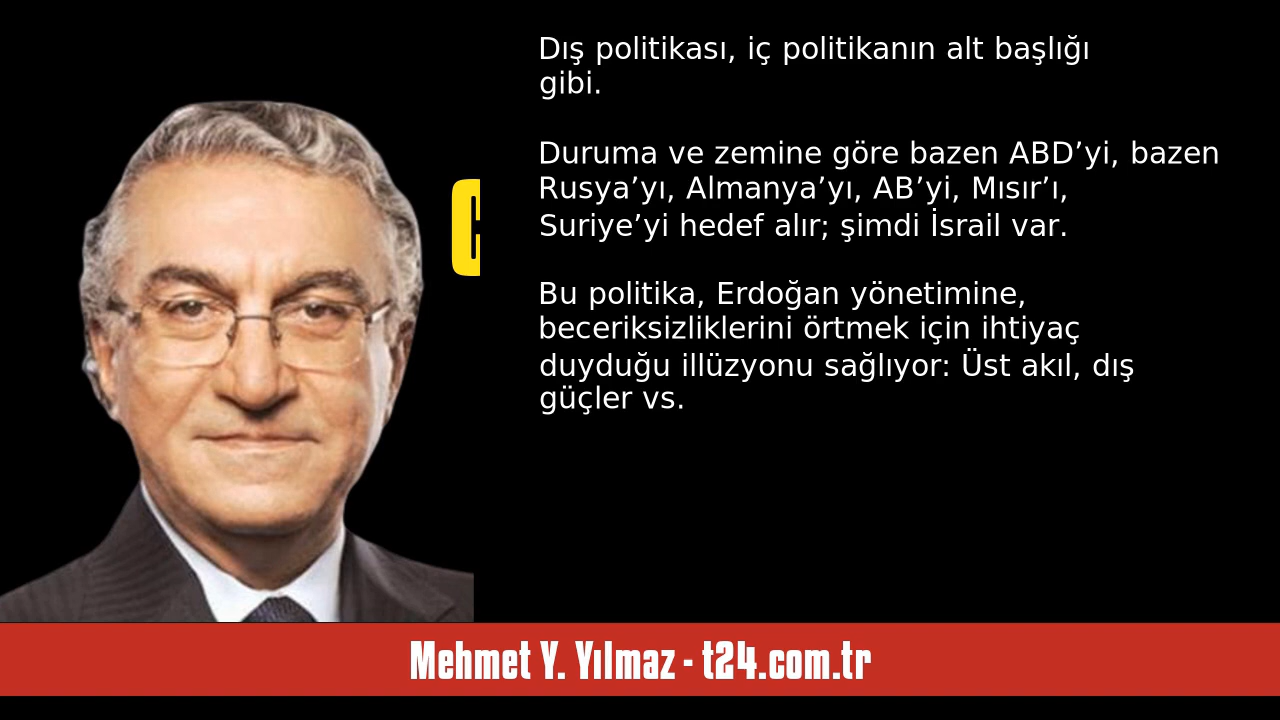 Dış politikası, iç politikanın alt başlığı
gibi.
Duruma ve zemine göre bazen ABD’yi, bazen
Rusya’yı, Almanya’yı, AB’yi, Mısır’ı,
Suriye’yi hedef alır; şimdi İsrail var.
Bu politika, Erdoğan yönetimine,
beceriksizliklerini örtmek için ihtiyaç
duyduğu illüzyonu sağlıyor: Üst akıl, dış
güçler vs.
Mehmet Y. Yılmaz - t24.com.tr